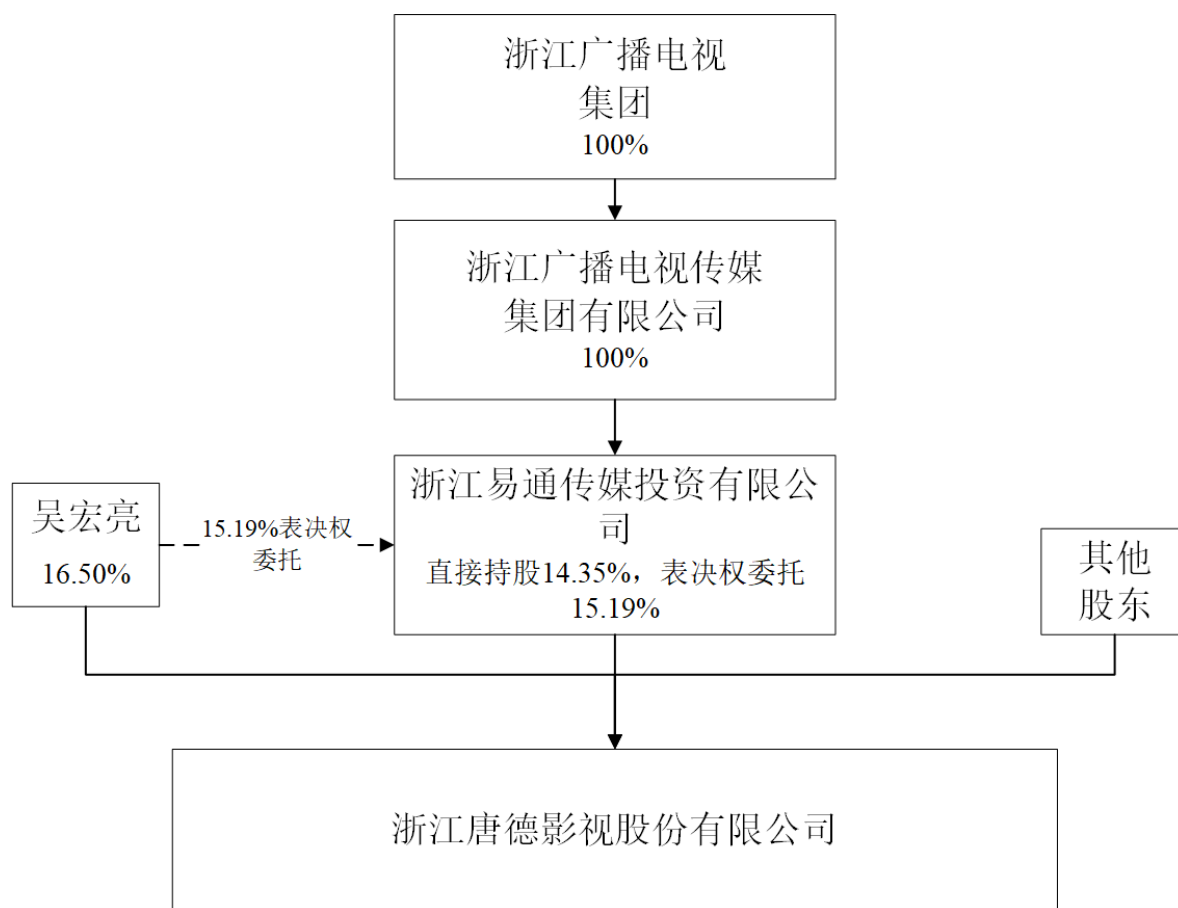 浙江广播电视
集团
100%
浙江广播电视传媒
集团有限公司
100%
吴宏亮
16.50%
15.19%表决权
委托
浙江易通传媒投资有限公
司
直接持股14.35%，表决权委托
15.19%
其他
股东
浙江唐德影视股份有限公司